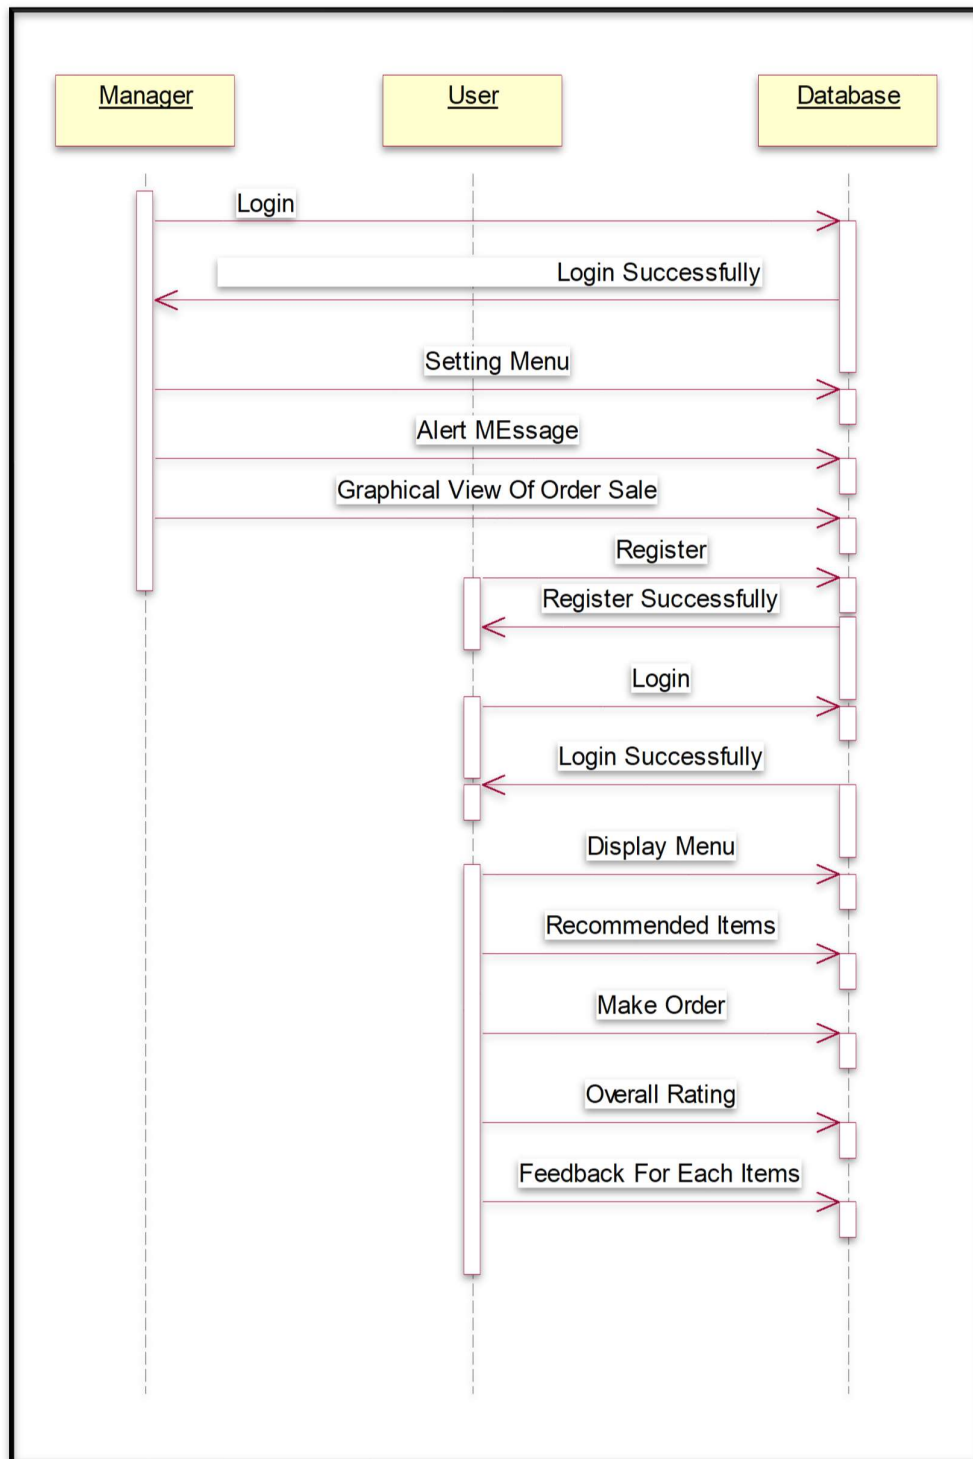 Manager
User
Database
Login
Login Successfully
Setting Menu
Alert MEssage
Graphical View Of Order Sale
Register
Register Successfully
Login
Login Successfully
Display Menu
Recommended Items
Make Order
Overall Rating
Feedback For Each Items